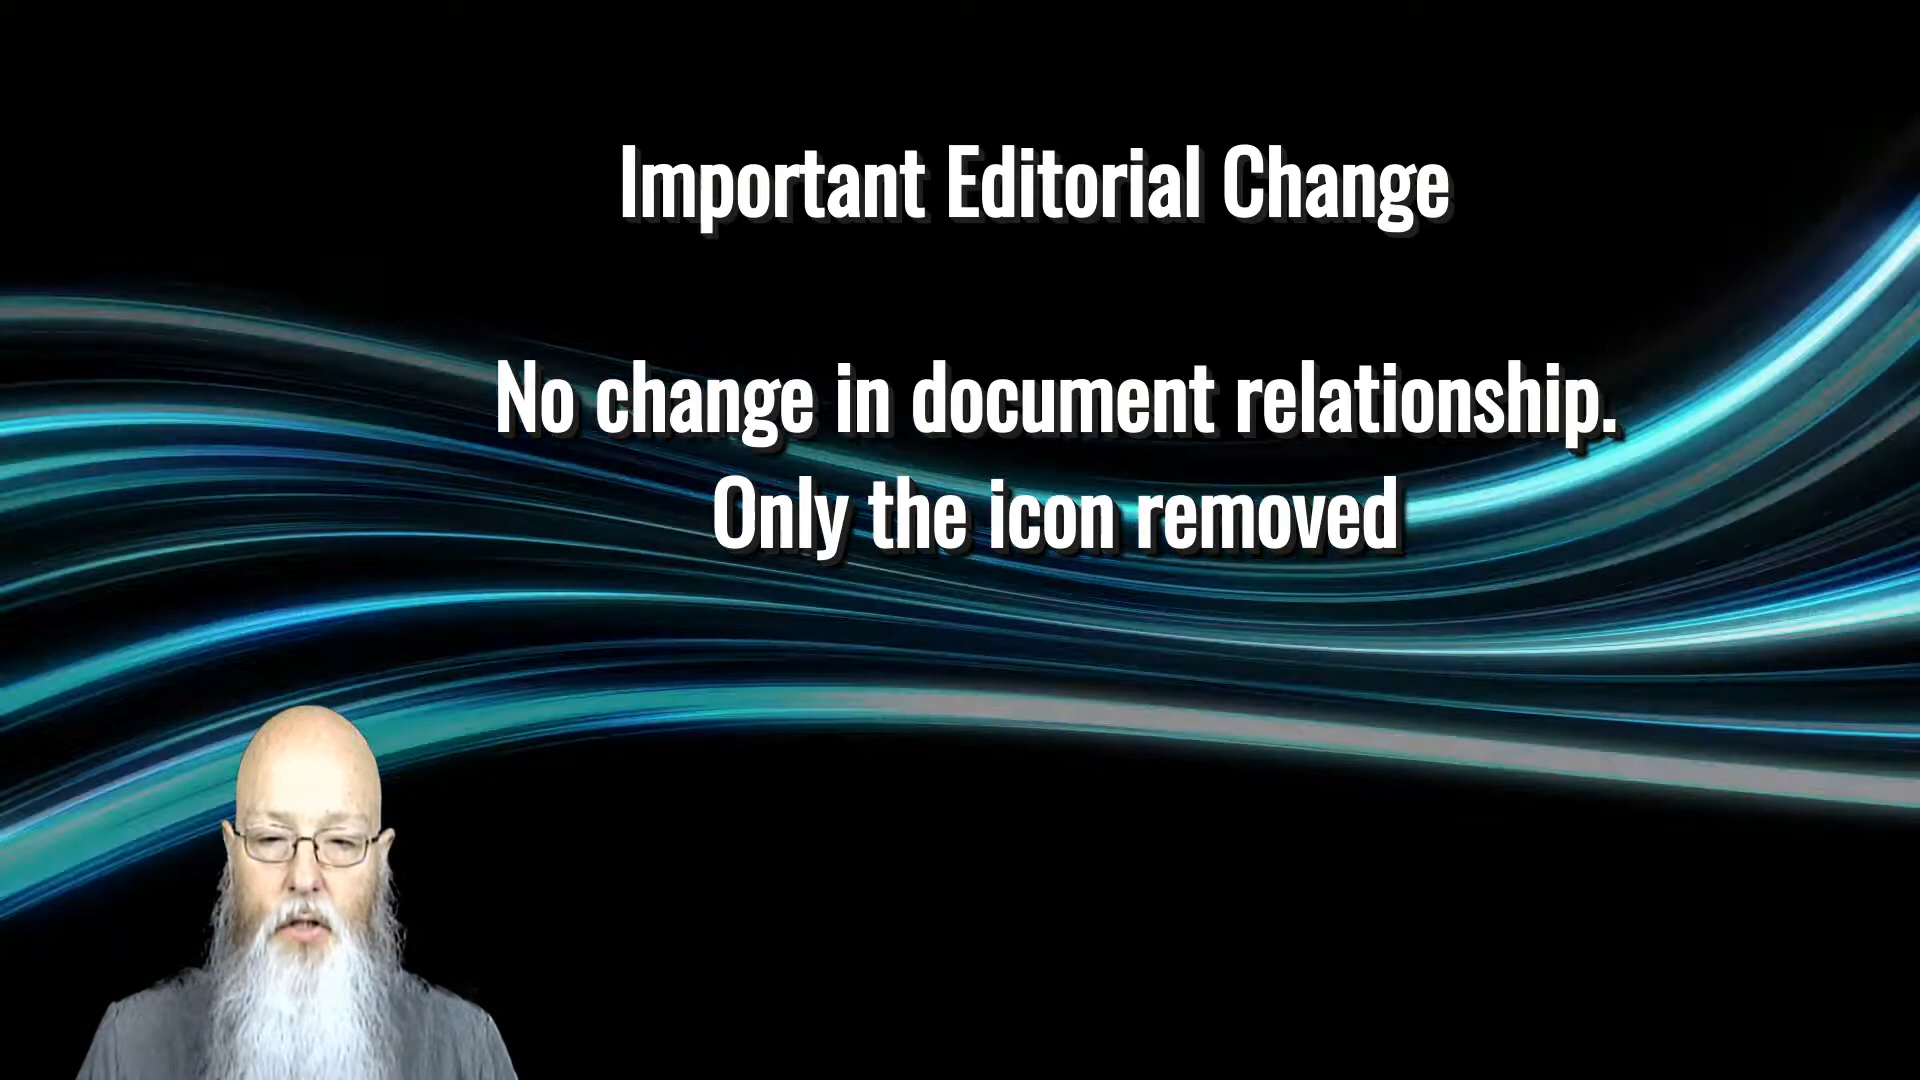 Important Editorial Change
No change in document relationship.
Only the icon removed